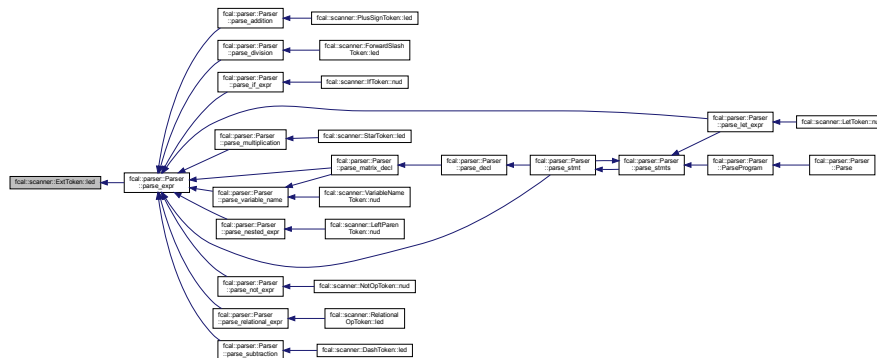 fcal::parser::Parser
::parse_addition
fcal::scanner::PlusSignToken::led
fcal::parser::Parser
::parse_division
fcal::scanner::ForwardSlash
Token::led
fcal::parser::Parser
::parse_if_expr
fcal::scanner::IfToken::nud
fcal::parser::Parser
::parse_let_expr
fcal::scanner::LetToken::nud
fcal::parser::Parser
::parse_multiplication
fcal::scanner::StarToken::led
fcal::scanner::ExtToken::led
fcal::parser::Parser
::parse_expr
fcal::parser::Parser
::parse_matrix_decl
fcal::parser::Parser
::parse_decl
fcal::parser::Parser
::parse_stmt
fcal::parser::Parser
::parse_stmts
fcal::parser::Parser
::ParseProgram
fcal::parser::Parser::
Parse
fcal::parser::Parser
::parse_variable_name
fcal::scanner::VariableName
Token::nud
fcal::parser::Parser
::parse_nested_expr
fcal::scanner::LeftParen
Token::nud
fcal::parser::Parser
::parse_not_expr
fcal::scanner::NotOpToken::nud
fcal::parser::Parser
::parse_relational_expr
fcal::scanner::Relational
OpToken::led
fcal::parser::Parser
::parse_subtraction
fcal::scanner::DashToken::led